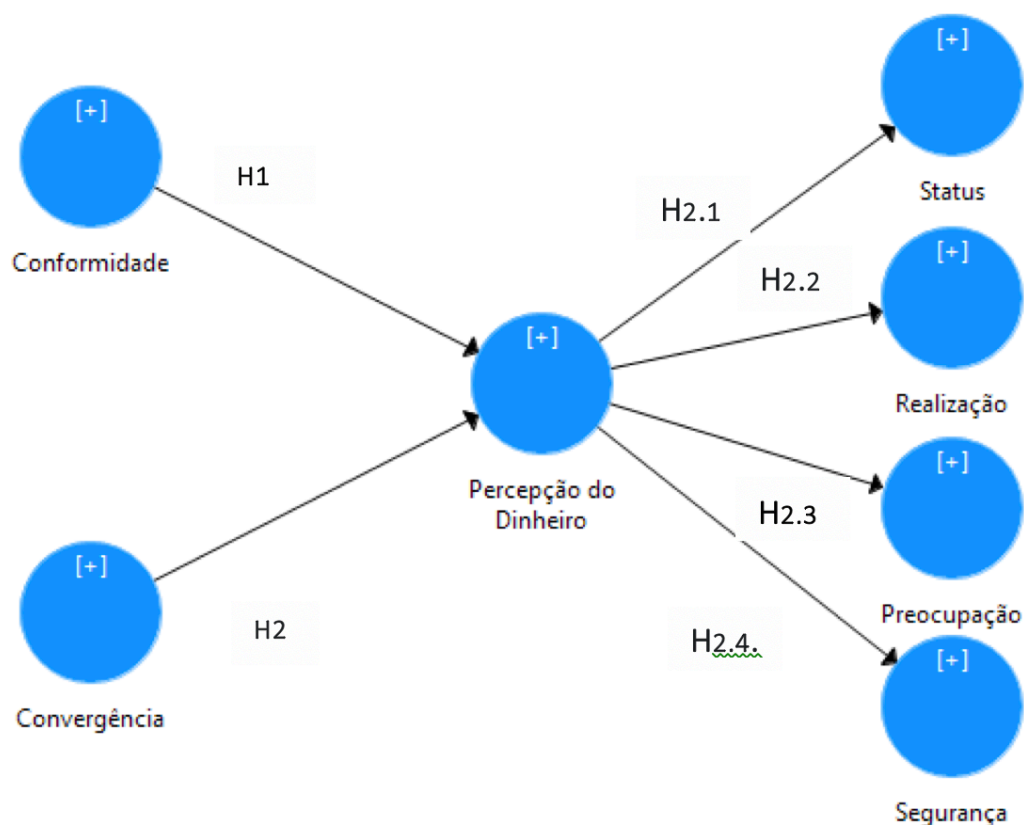 [+]
Status
[+]
Conformidade
H1
H2.1
[+]
Realização
H2.2
[+]
Percepção do
Dinheiro
[+]
Preocupação
H2.3
[+]
Convergência
H2
H2.4.
[+]
Segurança